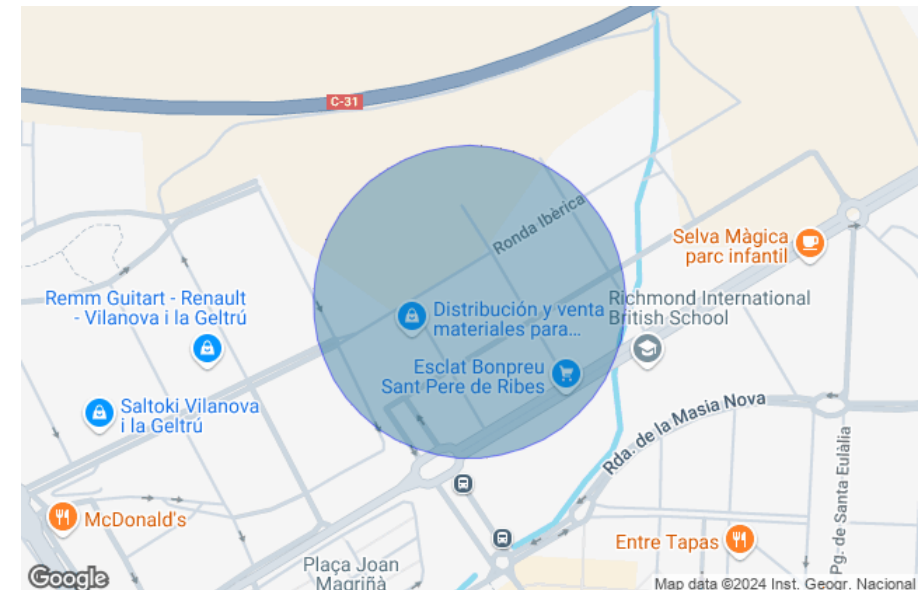 C-31
Ronda Ibèrica
Selva Màgica
parc infantil
Remm Guitart - Renault
- Vilanova i la Geltrú
Distribución y venta
materiales para...
Richmond International
British School
Esclat Bonpreu
Sant Pere de Ribes
Saltoki Vilanova
i la Geltrú
Rda. de la Masia Nova
Pg. de Santa Eulàlia
McDonald's
Entre Tapas
Plaça Joan
Magriñà
Google
Map data ©2024 Inst. Geogr. Nacional